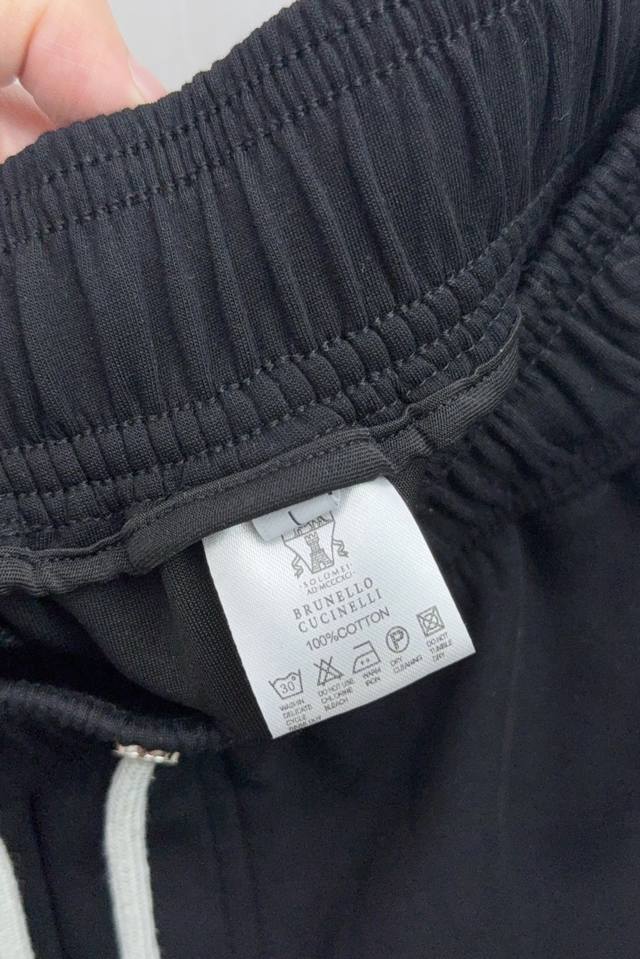 ·SOLOMEI·
AD·MCCCXCI
BRUNELLO
CUCINELLI
100%COTTON
30°
P
WASH IN
DELICATE
CYCLE
DO NOT USE
CHLORINE
BLEACH
WARM
IRON
DRY
CLEANING
DO NOT
TUMBLE
DRY